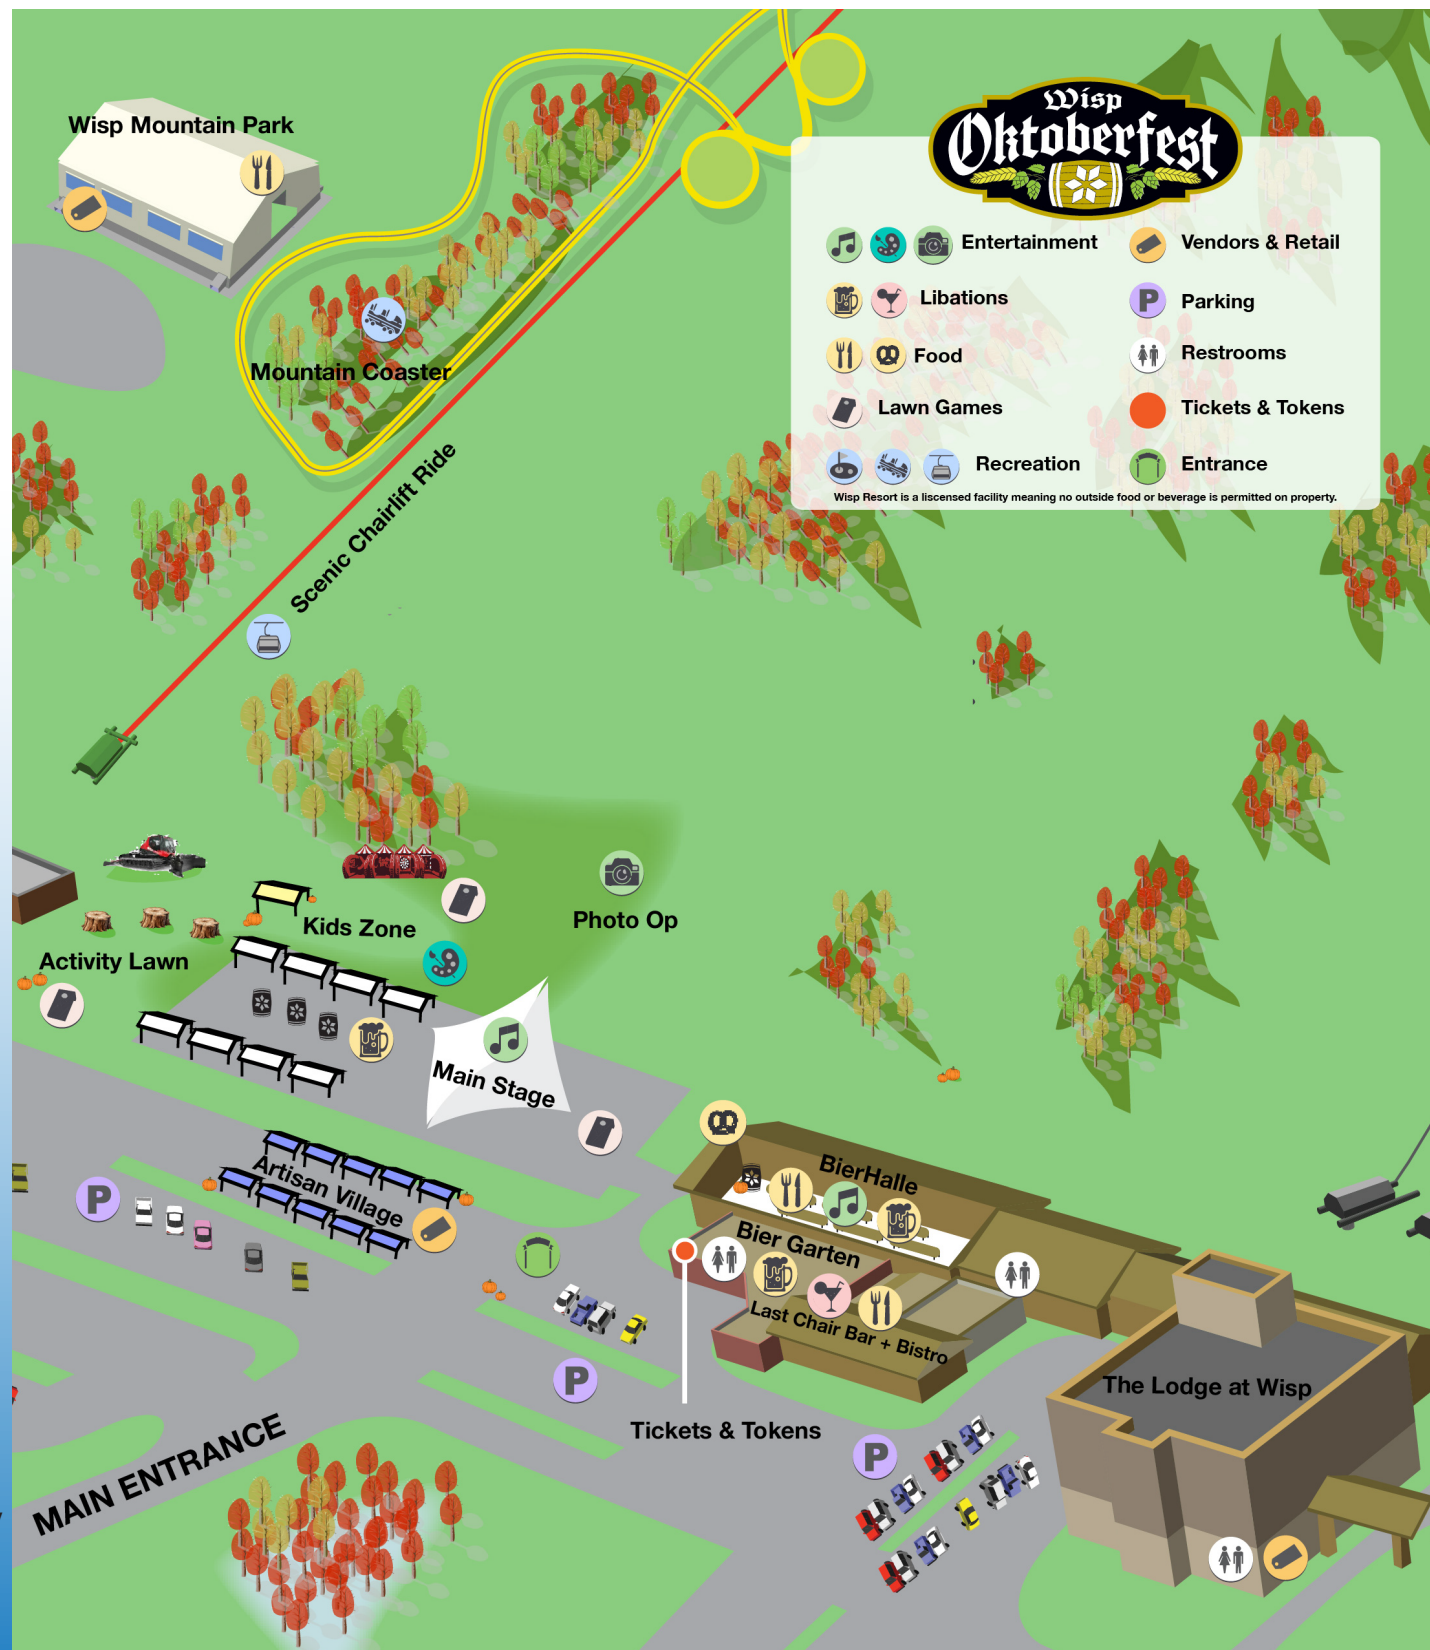 Wisp
Oktoberfest
Wisp Mountain Park
Entertainment
Vendors & Retail
Libations
Parking
Food
Restrooms
Lawn Games
Tickets & Tokens
Recreation
Entrance
Wisp Resort is a liscensed facility meaning no outside food or beverage is permitted on property.
Mountain Coaster
Scenic Chairlift Ride
Photo Op
Kids Zone
Activity Lawn
Main Stage
Artisan Village
P
BierHalle
Bier Garten
Last Chair Bar + Bistro
The Lodge at Wisp
P
Tickets & Tokens
P
MAIN ENTRANCE
P